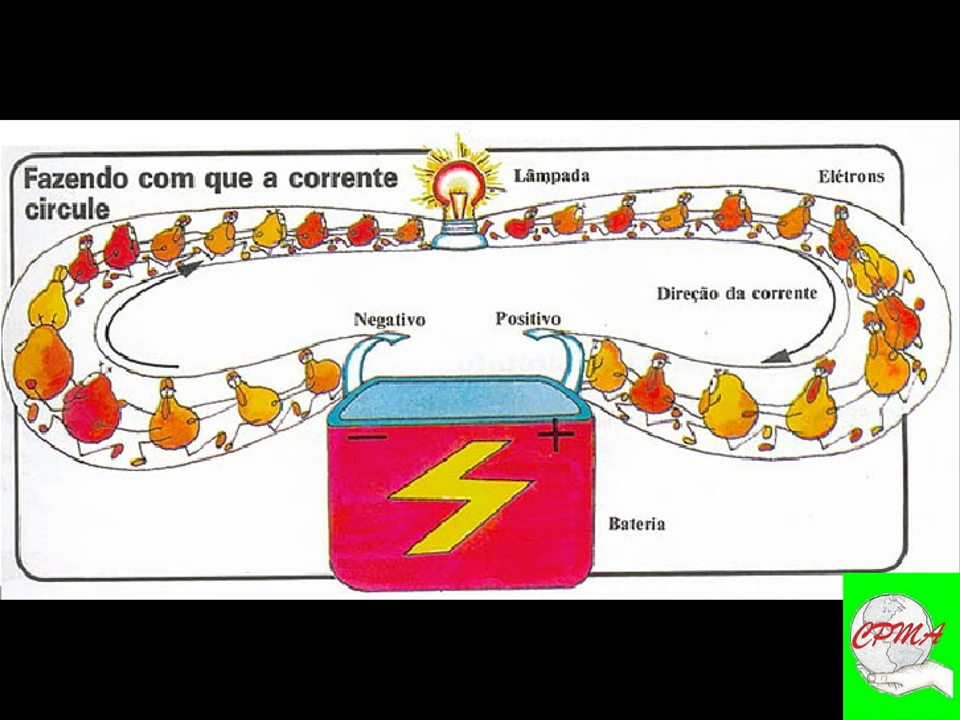 Fazendo com que a corrente
circule
Lâmpada
Elétrons
Direção da corrente
Negativo
Positivo
− +
Bateria
CPMA